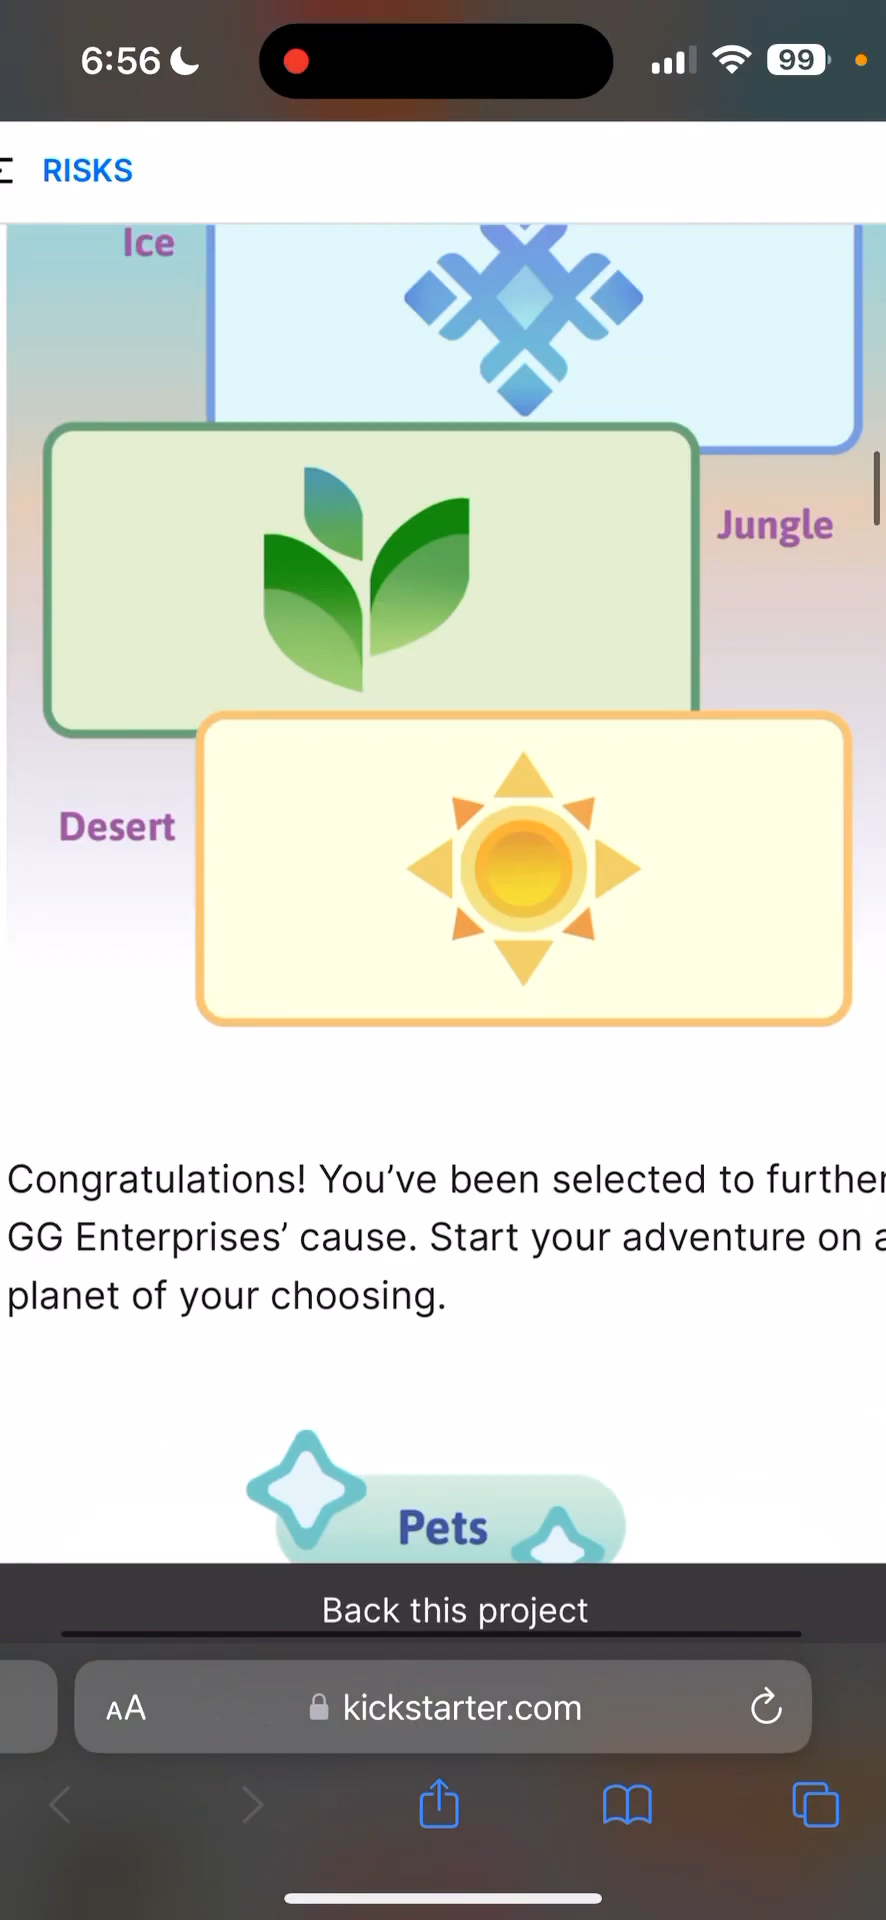 6:56
99
RISKS
Ice
Jungle
Desert
Congratulations! You’ve been selected to further
GG Enterprises’ cause. Start your adventure on a
planet of your choosing.
Pets
Back this project
AA
kickstarter.com